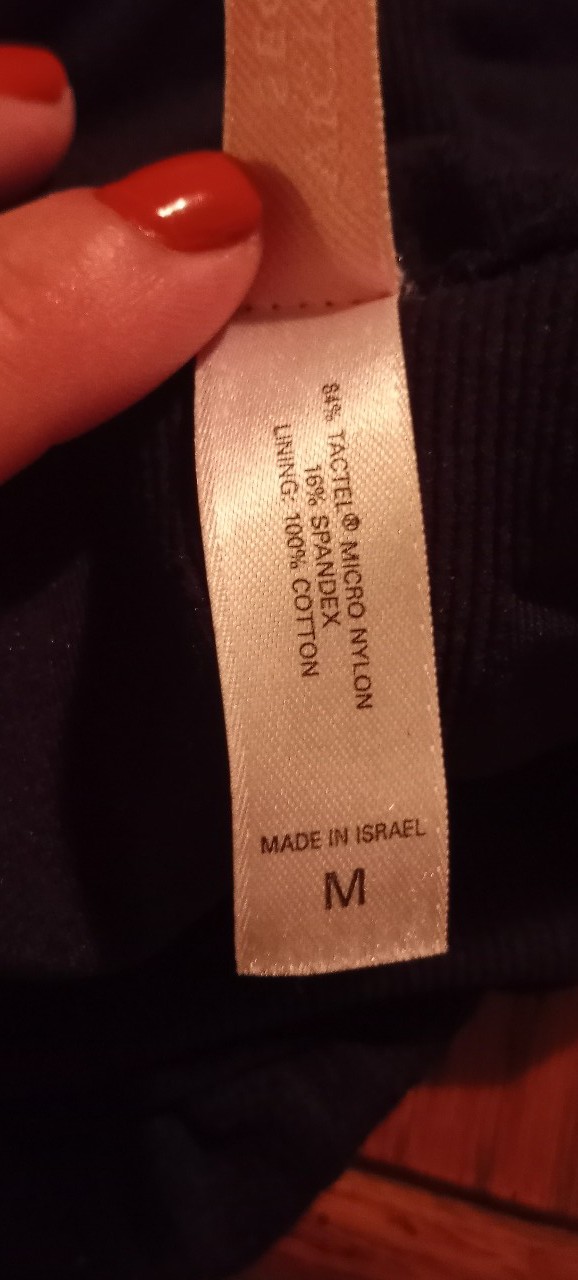 84% TACTEL® MICRO NYLON
16% SPANDEX
LINING: 100% COTTON
MADE IN ISRAEL
M